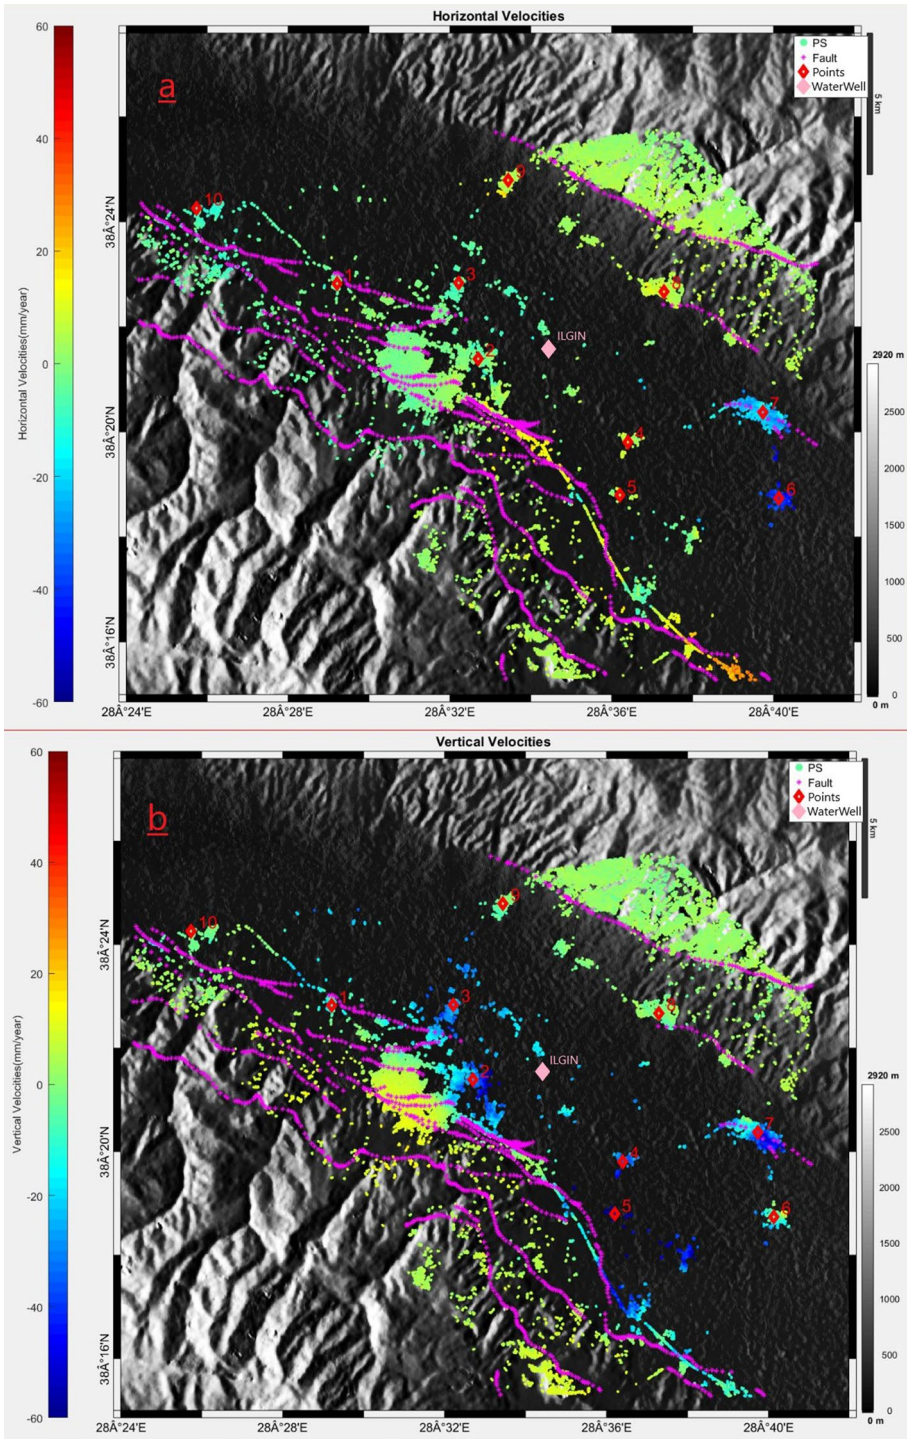 Horizontal Velocities
a
PS
Fault
Points
WaterWell
5 km
60
40
20
0
-20
-40
-60
Horizontal Velocities(mm/year)
38Â°24'N
38Â°20'N
38Â°16'N
28Â°24'E
28Â°28'E
28Â°32'E
28Â°36'E
28Â°40'E
9
10
1
3
8
ILGIN
2
7
4
5
6
2920 m
2500
2000
1500
1000
500
0
0 m
Vertical Velocities
b
PS
Fault
Points
WaterWell
5 km
60
40
20
0
-20
-40
-60
Vertical Velocities(mm/year)
38Â°24'N
38Â°20'N
38Â°16'N
28Â°24'E
28Â°28'E
28Â°32'E
28Â°36'E
28Â°40'E
9
10
1
3
8
ILGIN
2
7
4
5
6
2920 m
2500
2000
1500
1000
500
0
0 m